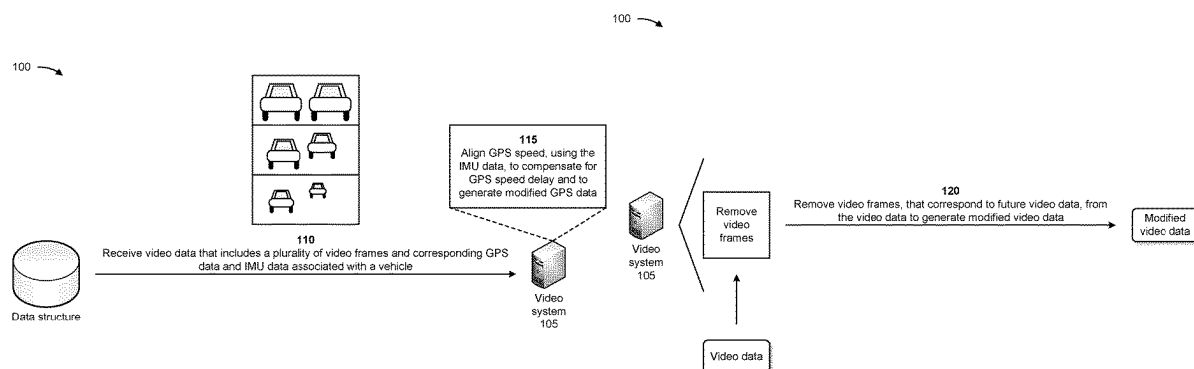 100
110
Receive video data that includes a plurality of video frames and corresponding GPS
data and IMU data associated with a vehicle
Data structure
115
Align GPS speed, using the
IMU data, to compensate for
GPS speed delay and to
generate modified GPS data
Video
system
105
100
Video
system
105
Remove
video
frames
Video data
120
Remove video frames, that correspond to future video data, from
the video data to generate modified video data
Modified
video data